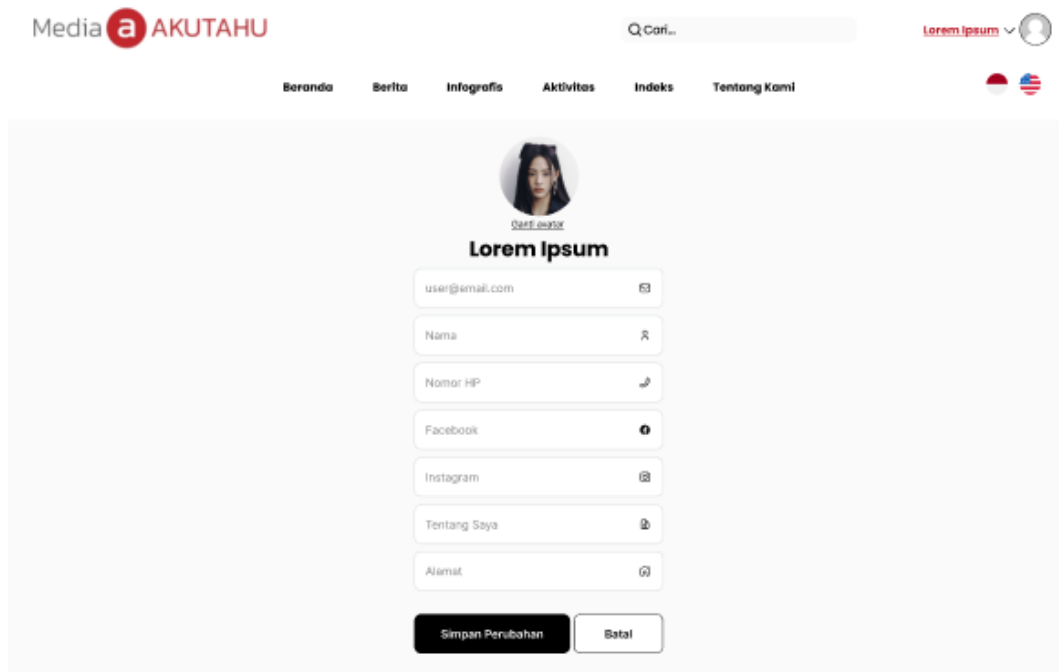 Media a AKUTAHU
Cari...
Lorem Ipsum
Beranda Berita Infografis Aktivitas Indeks Tentang Kami
Ganti avatar
Lorem Ipsum
user@email.com
Nama
Nomor HP
Facebook
Instagram
Tentang Saya
Alamat
Simpan Perubahan Batal